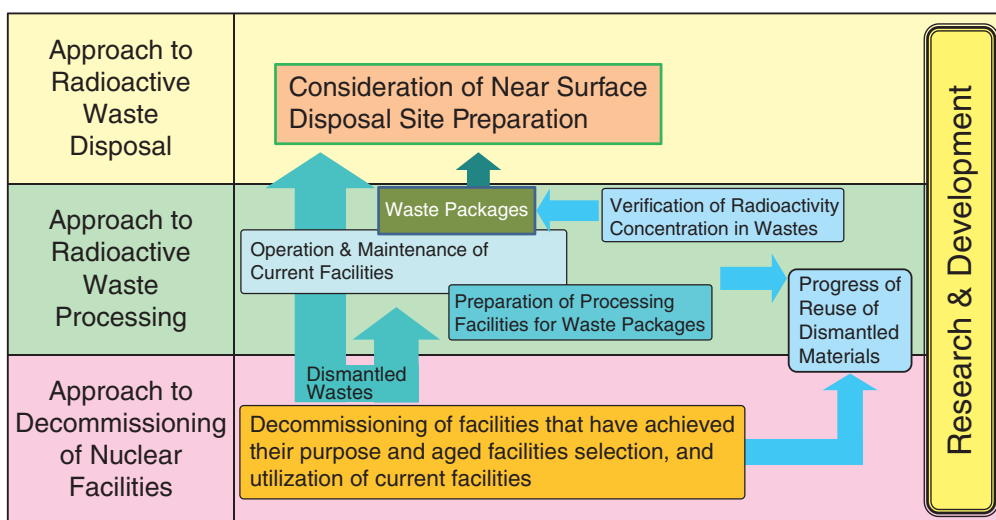 Approach to
Radioactive
Waste
Disposal
Consideration of Near Surface
Disposal Site Preparation
Approach to
Radioactive
Waste
Processing
Waste Packages
Verification of Radioactivity
Concentration in Wastes
Operation & Maintenance of
Current Facilities
Preparation of Processing
Facilities for Waste Packages
Progress of
Reuse of
Dismantled
Materials
Approach to
Decommissioning
of Nuclear
Facilities
Dismantled
Wastes
Decommissioning of facilities that have achieved
their purpose and aged facilities selection, and
utilization of current facilities
Research & Development